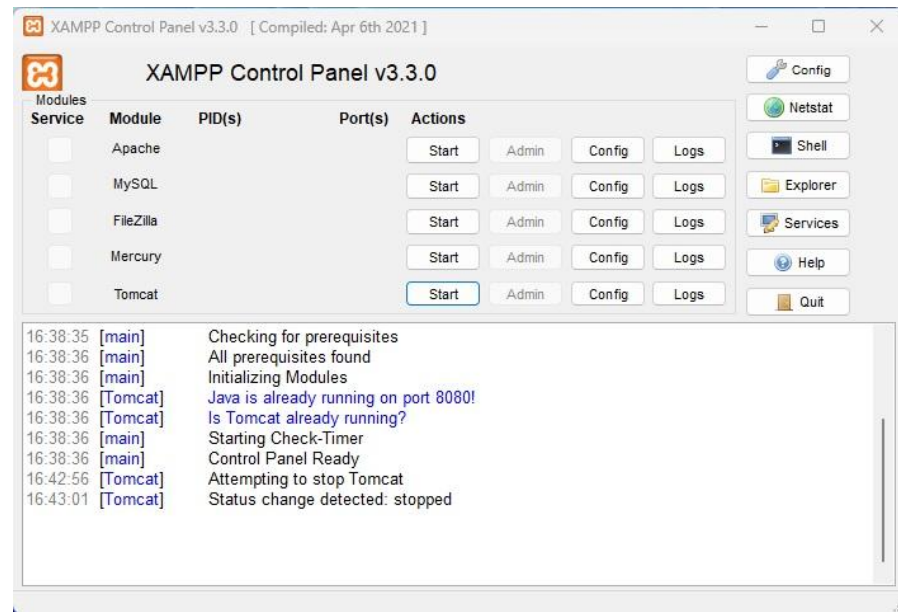 XAMPP Control Panel v3.3.0 [ Compiled: Apr 6th 2021 ]
XAMPP Control Panel v3.3.0
Config
Modules
Service Module PID(s) Port(s) Actions
Netstat
Apache Start Admin Config Logs
Shell
MySQL Start Admin Config Logs
Explorer
FileZilla Start Admin Config Logs
Services
Mercury Start Admin Config Logs
Help
Tomcat Start Admin Config Logs
Quit
16:38:35 [main] Checking for prerequisites
16:38:36 [main] All prerequisites found
16:38:36 [main] Initializing Modules
16:38:36 [Tomcat] Java is already running on port 8080!
16:38:36 [Tomcat] Is Tomcat already running?
16:38:36 [main] Starting Check-Timer
16:38:36 [main] Control Panel Ready
16:42:56 [Tomcat] Attempting to stop Tomcat
16:43:01 [Tomcat] Status change detected: stopped